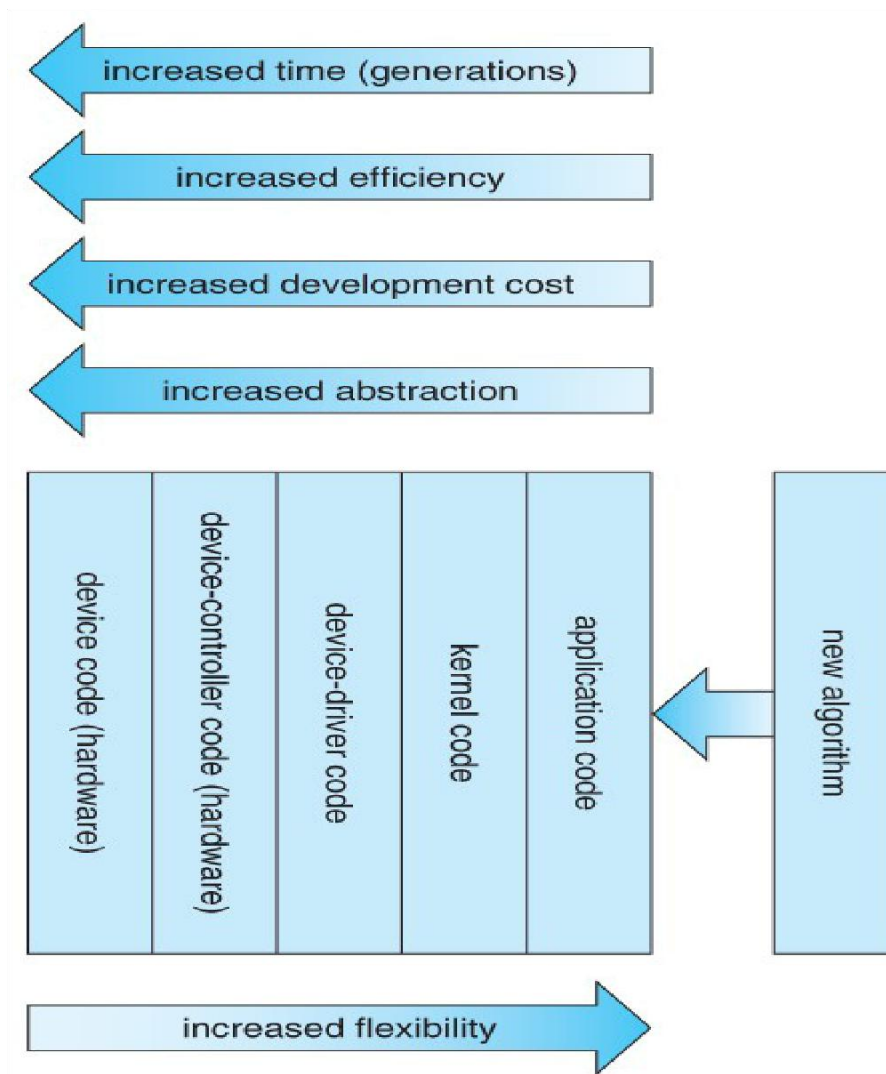 increased time (generations)
increased efficiency
increased development cost
increased abstraction
device code (hardware)
device-controller code (hardware)
device-driver code
kernel code
application code
new algorithm
increased flexibility